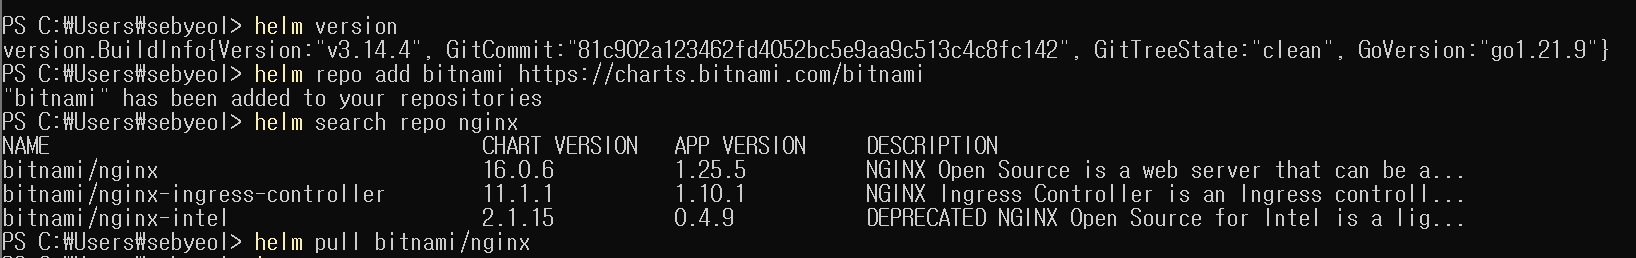 PS C:₩Users₩sebyeol> helm version
version.BuildInfo{Version:"v3.14.4", GitCommit:"81c902a123462fd4052bc5e9aa9c513c4c8fc142", GitTreeState:"clean", GoVersion:"go1.21.9"}
PS C:₩Users₩sebyeol> helm repo add bitnami https://charts.bitnami.com/bitnami
"bitnami" has been added to your repositories
PS C:₩Users₩sebyeol> helm search repo nginx
NAME CHART VERSION APP VERSION DESCRIPTION
bitnami/nginx 16.0.6 1.25.5 NGINX Open Source is a web server that can be a...
bitnami/nginx-ingress-controller 11.1.1 1.10.1 NGINX Ingress Controller is an Ingress controll...
bitnami/nginx-intel 2.1.15 0.4.9 DEPRECATED NGINX Open Source for Intel is a lig...
PS C:₩Users₩sebyeol> helm pull bitnami/nginx